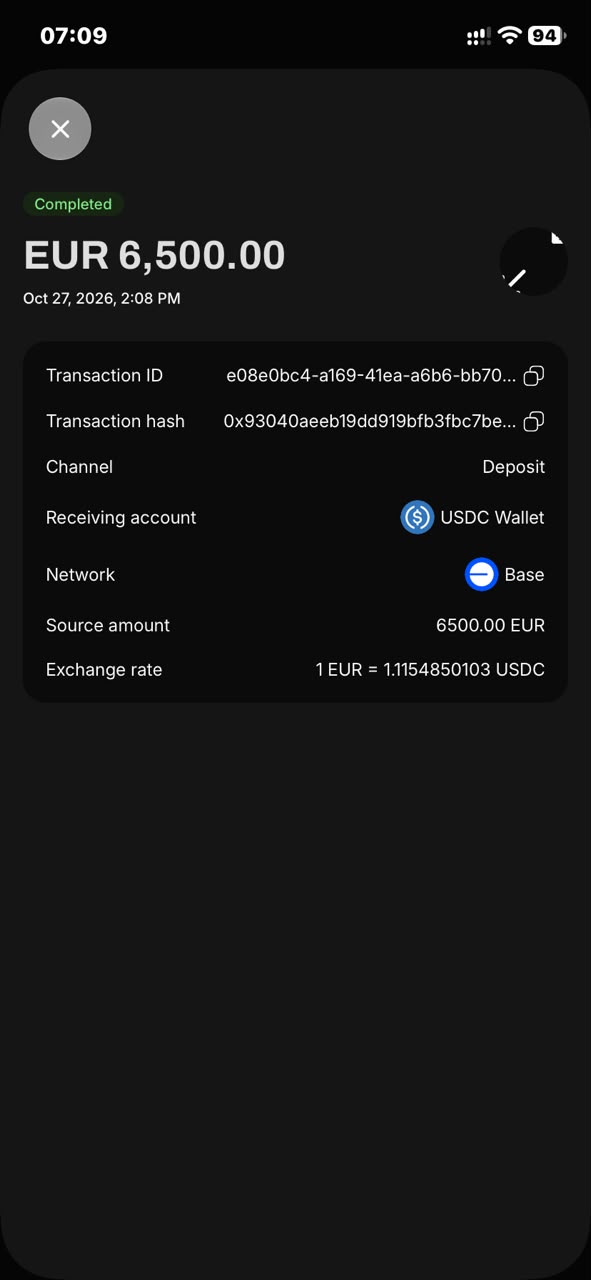 07:09
94
Completed
EUR 6,500.00
Oct 27, 2026, 2:08 PM
Transaction ID e08e0bc4-a169-41ea-a6b6-bb70...
Transaction hash 0x93040aeeb19dd919bfb3fbc7be...
Channel Deposit
Receiving account USDC Wallet
Network Base
Source amount 6500.00 EUR
Exchange rate 1 EUR = 1.1154850103 USDC